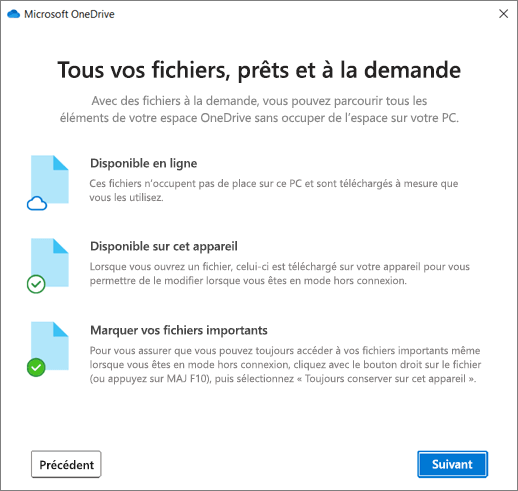 Microsoft OneDrive
Tous vos fichiers, prêts et à la demande
Avec des fichiers à la demande, vous pouvez parcourir tous les
éléments de votre espace OneDrive sans occuper de l'espace sur votre PC.
Disponible en ligne
Ces fichiers n'occupent pas de place sur ce PC et sont téléchargés à mesure que
vous les utilisez.
Disponible sur cet appareil
Lorsque vous ouvrez un fichier, celui-ci est téléchargé sur votre appareil pour vous
permettre de le modifier lorsque vous êtes en mode hors connexion.
Marquer vos fichiers importants
Pour vous assurer que vous pouvez toujours accéder à vos fichiers importants même
lorsque vous êtes en mode hors connexion, cliquez avec le bouton droit sur le fichier
(ou appuyez sur MAJ F10), puis sélectionnez « Toujours conserver sur cet appareil ».
Précédent
Suivant